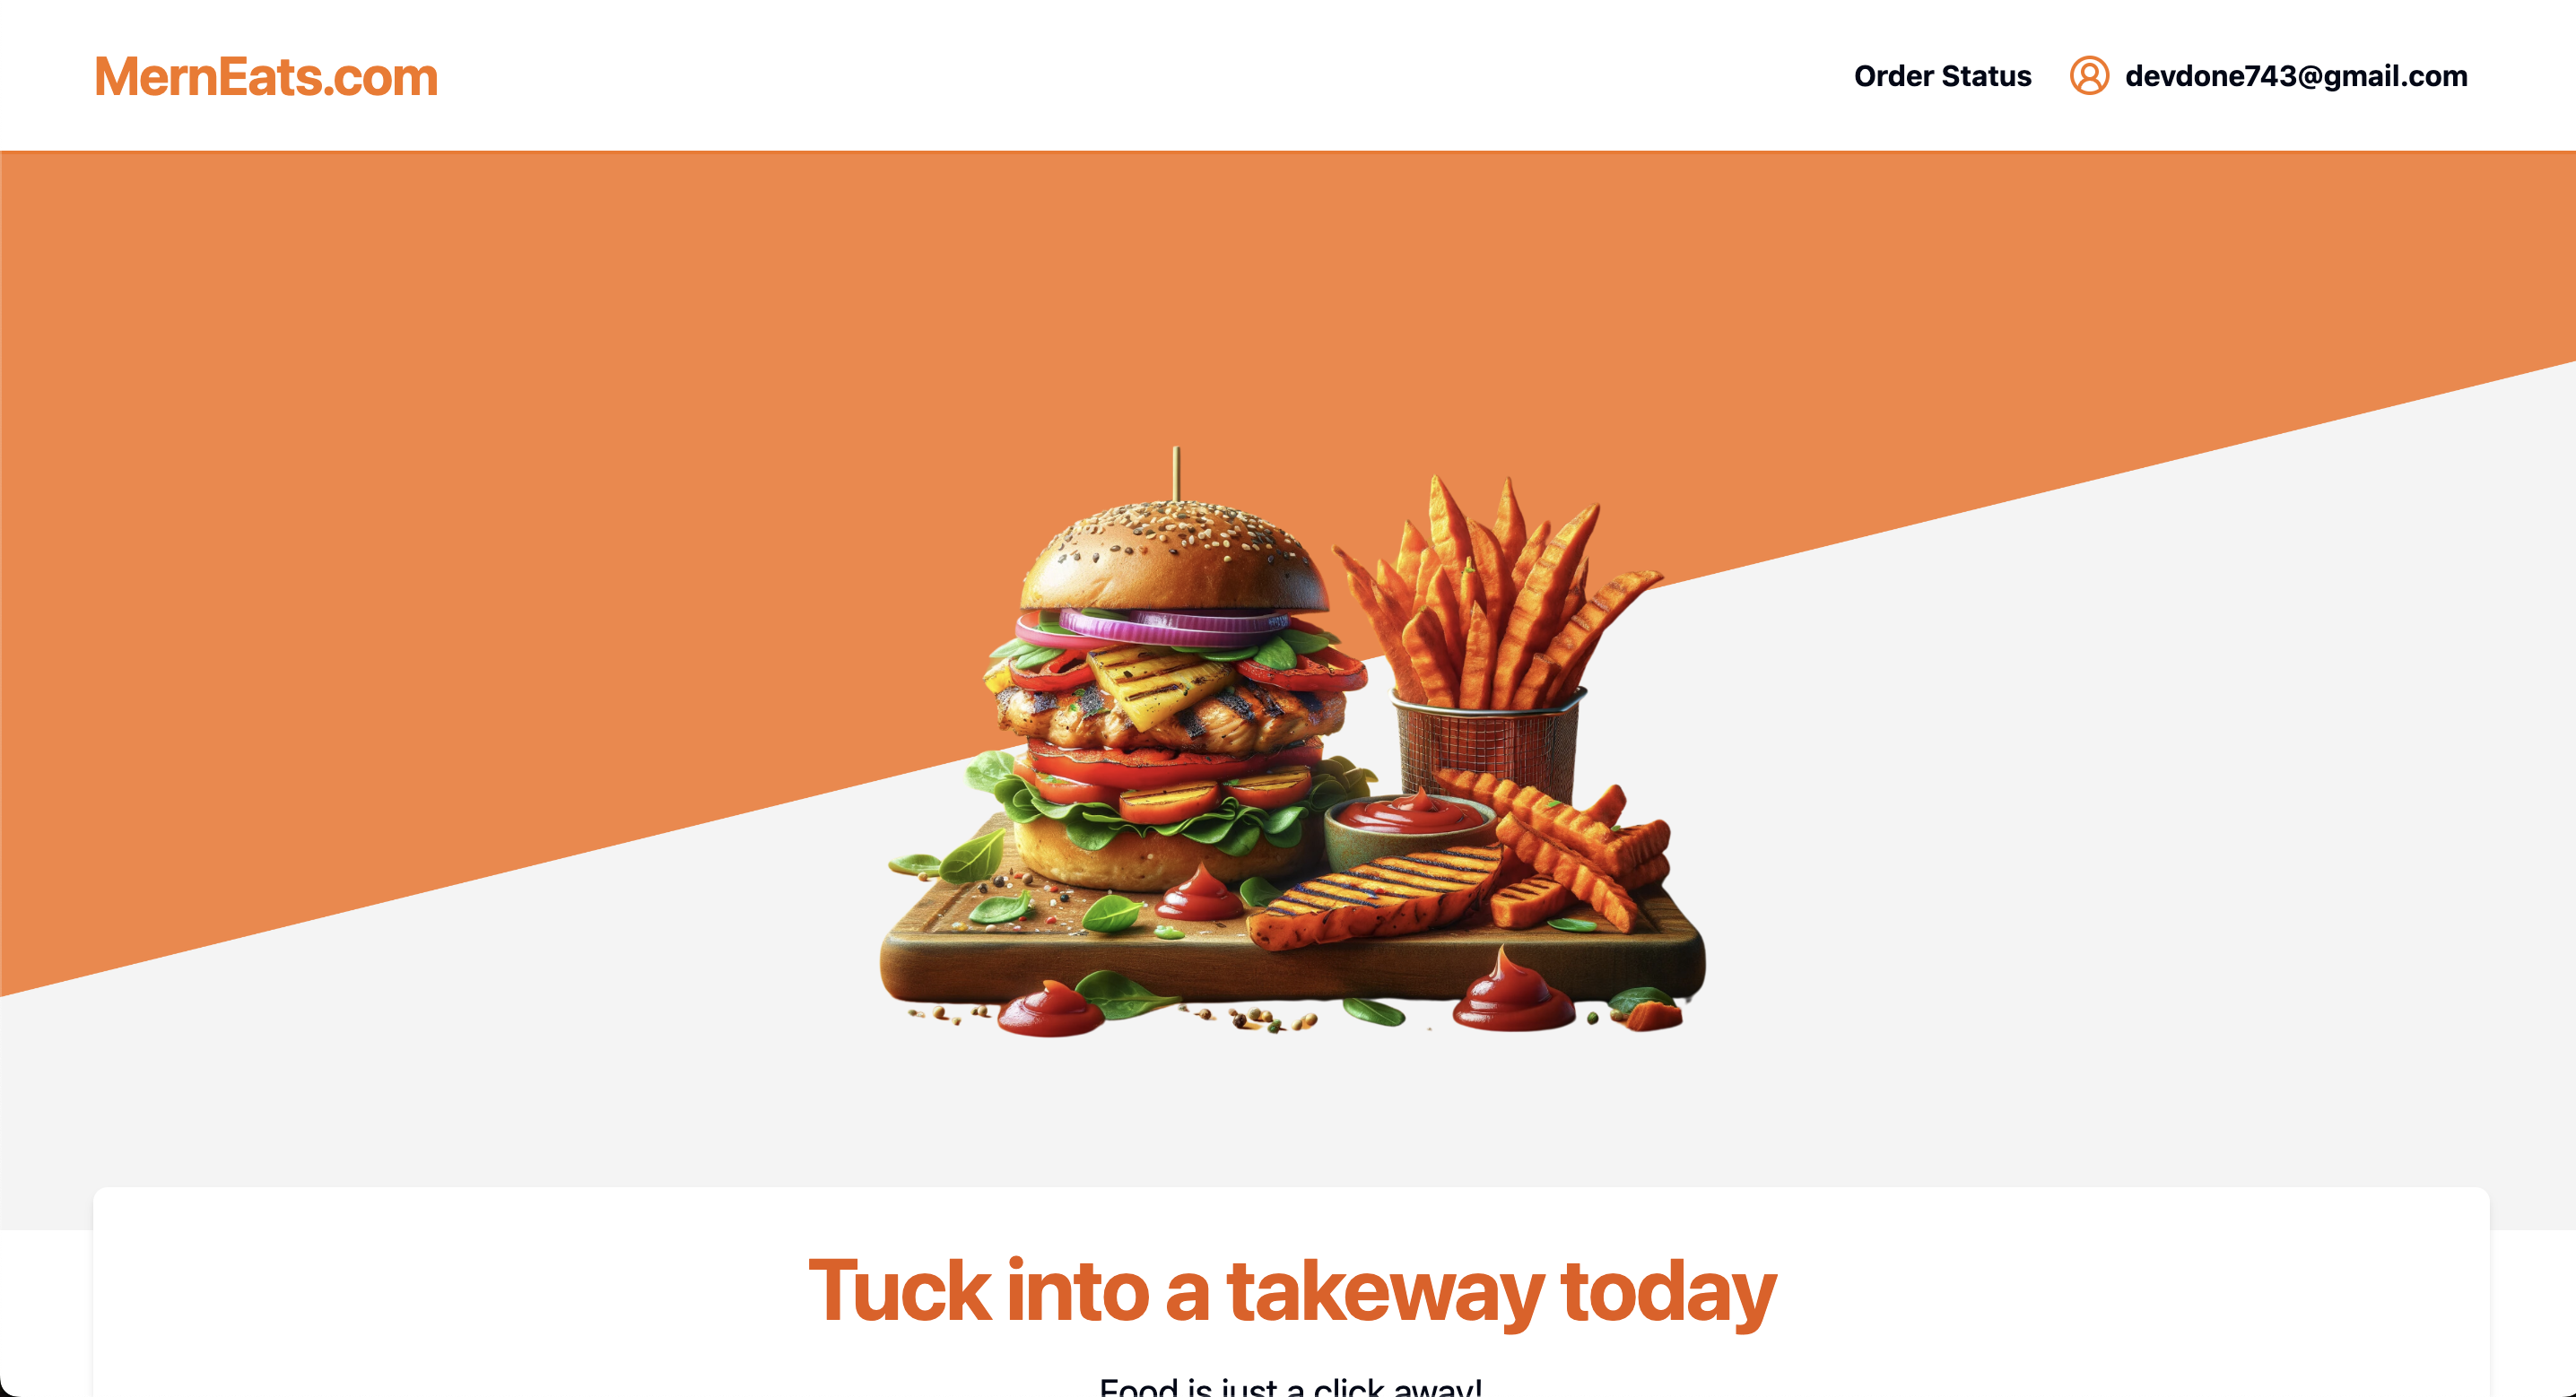 MernEats.com
Order Status
devdone743@gmail.com
Tuck into a takeway today
Food is just a click away!